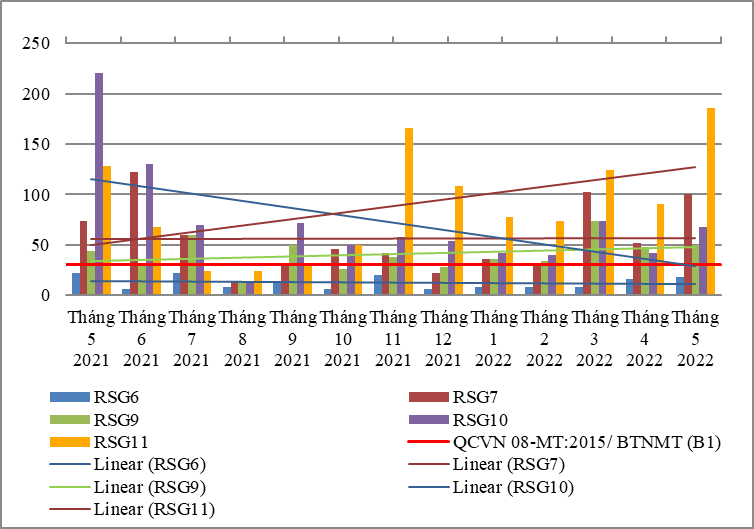 250
200
150
100
50
0
Tháng Tháng Tháng Tháng Tháng Tháng Tháng Tháng Tháng Tháng Tháng Tháng Tháng
5 6 7 8 9 10 11 12 1 2 3 4 5
2021 2021 2021 2021 2021 2021 2021 2021 2022 2022 2022 2022 2022
RSG6 RSG7
RSG9 RSG10
RSG11 QCVN 08-MT:2015/ BTNMT (B1)
Linear (RSG6) Linear (RSG7)
Linear (RSG9) Linear (RSG10)
Linear (RSG11)